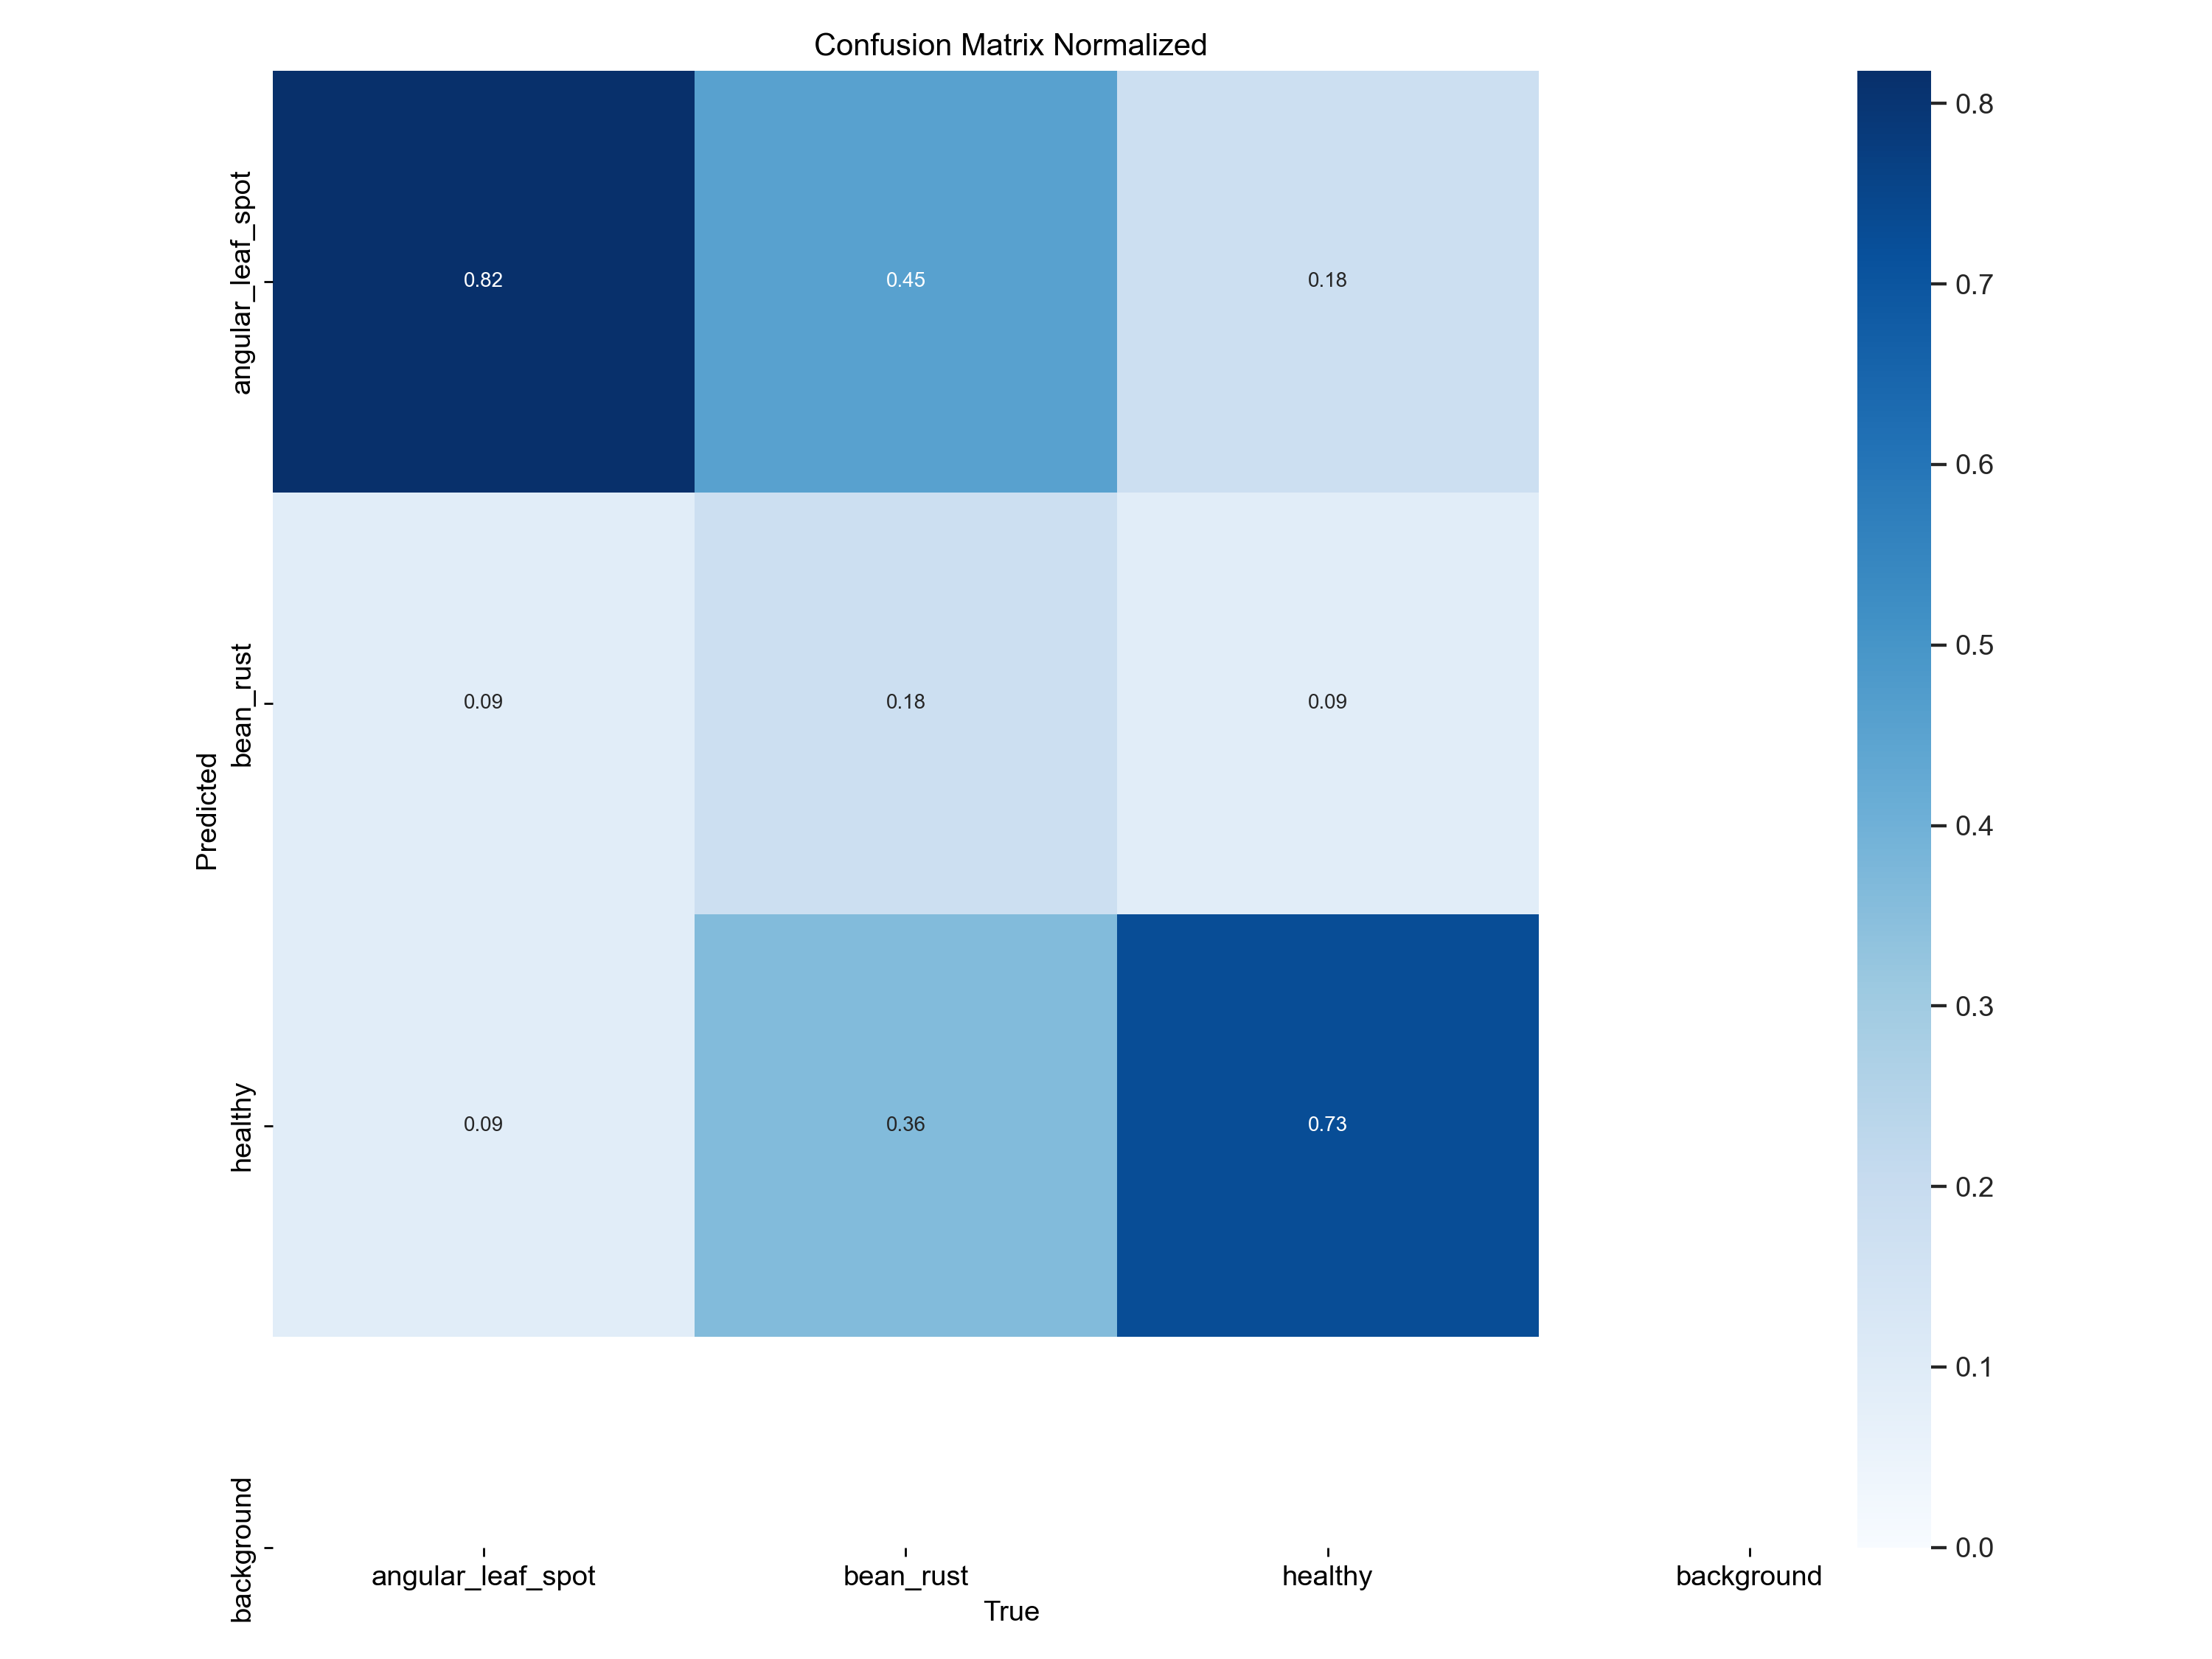 Confusion Matrix Normalized
angular_leaf_spot
0.82
0.45
0.18
bean_rust
0.09
0.18
0.09
healthy
0.09
0.36
0.73
background
Predicted
angular_leaf_spot
bean_rust
healthy
background
True
0.8
0.7
0.6
0.5
0.4
0.3
0.2
0.1
0.0